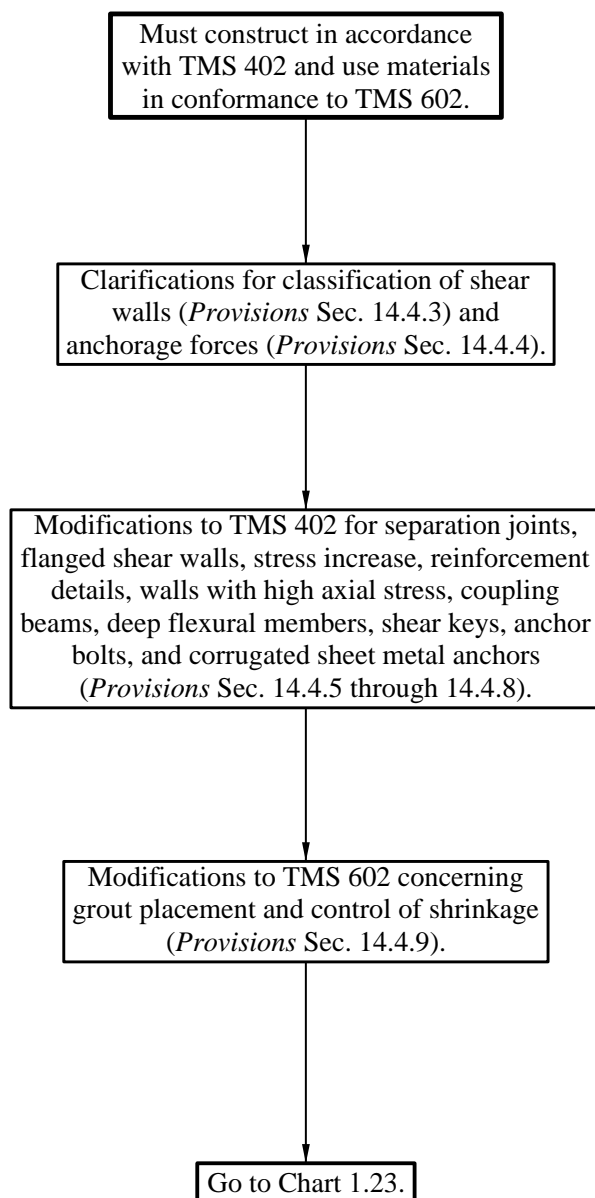 Must construct in accordance
with TMS 402 and use materials
in conformance to TMS 602.
Clarifications for classification of shear
walls (Provisions Sec. 14.4.3) and
anchorage forces (Provisions Sec. 14.4.4).
Modifications to TMS 402 for separation joints,
flanged shear walls, stress increase, reinforcement
details, walls with high axial stress, coupling
beams, deep flexural members, shear keys, anchor
bolts, and corrugated sheet metal anchors
(Provisions Sec. 14.4.5 through 14.4.8).
Modifications to TMS 602 concerning
grout placement and control of shrinkage
(Provisions Sec. 14.4.9).
Go to Chart 1.23.